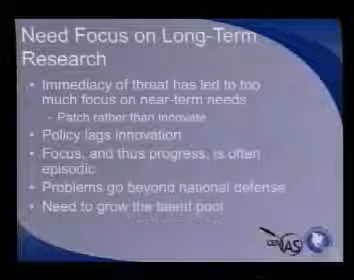 Need Focus on Long-Term
Research
• Immediacy of threat has led to too
much focus on near-term needs
– Patch rather than innovate
• Policy lags innovation
• Focus, and thus progress, is often
episodic
• Problems go beyond national defense
• Need to grow the talent pool